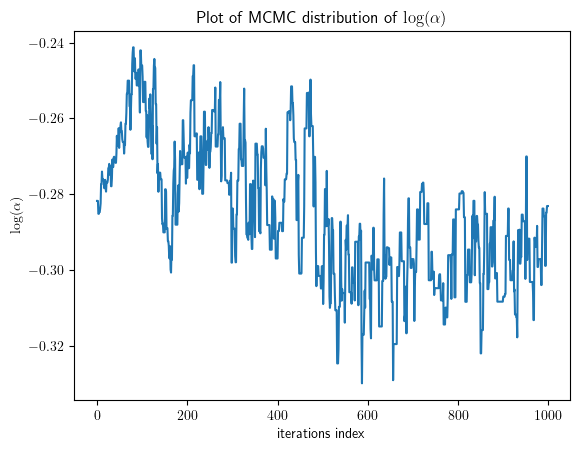 Plot of MCMC distribution of log(α)
−0.24
−0.26
−0.28
−0.30
−0.32
log(α)
0 200 400 600 800 1000
iterations index